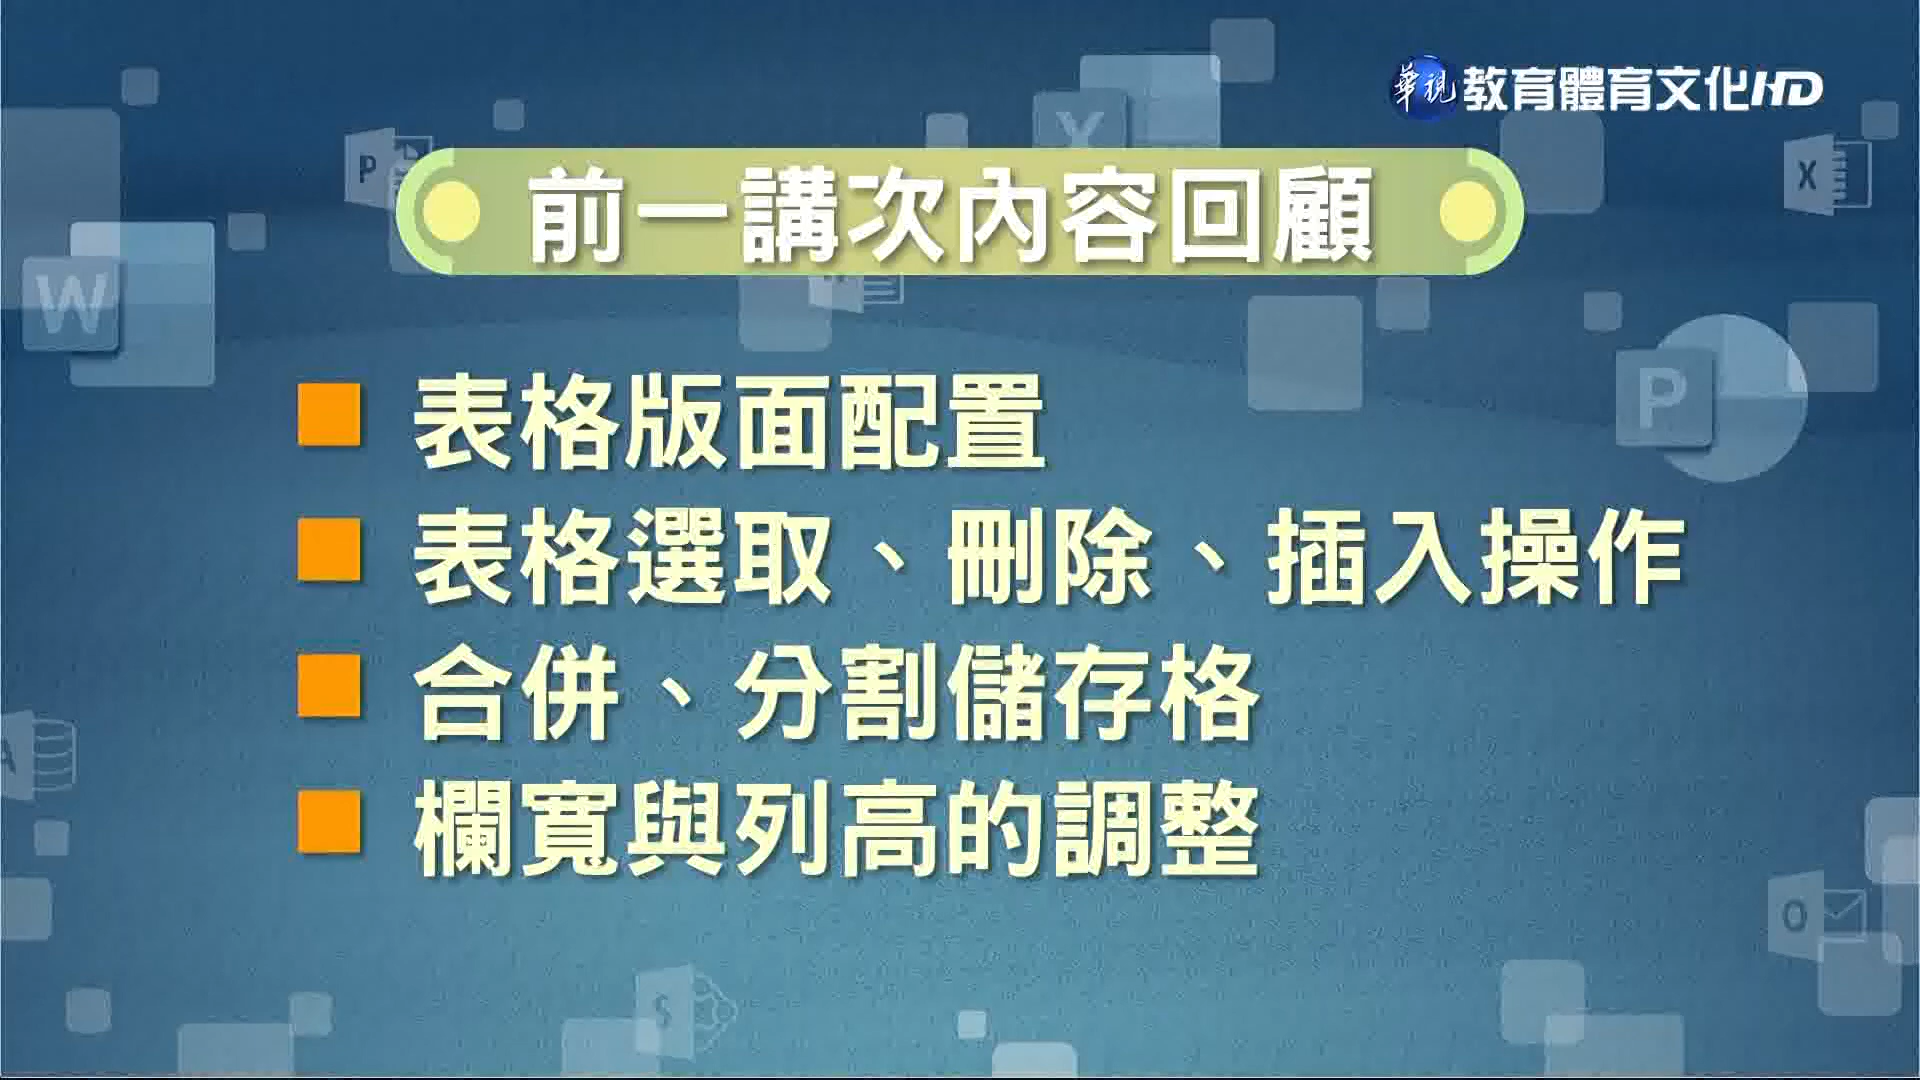 華視 教育體育文化HD
前一講次內容回顧
表格版面配置
表格選取、刪除、插入操作
合併、分割儲存格
欄寬與列高的調整
W
P
X
X
P
A
O
S